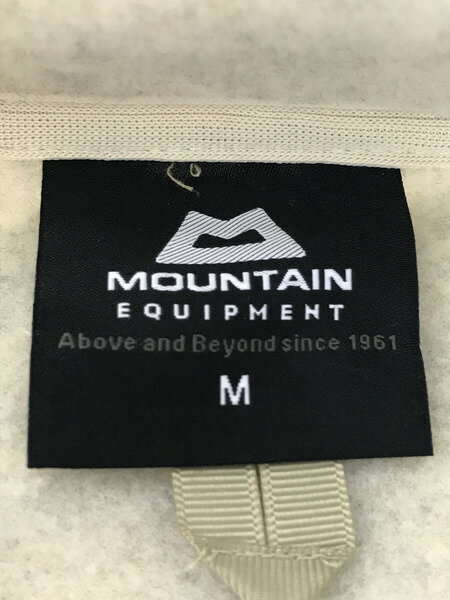 MOUNTAIN
EQUIPMENT
Above and Beyond since 1961
M